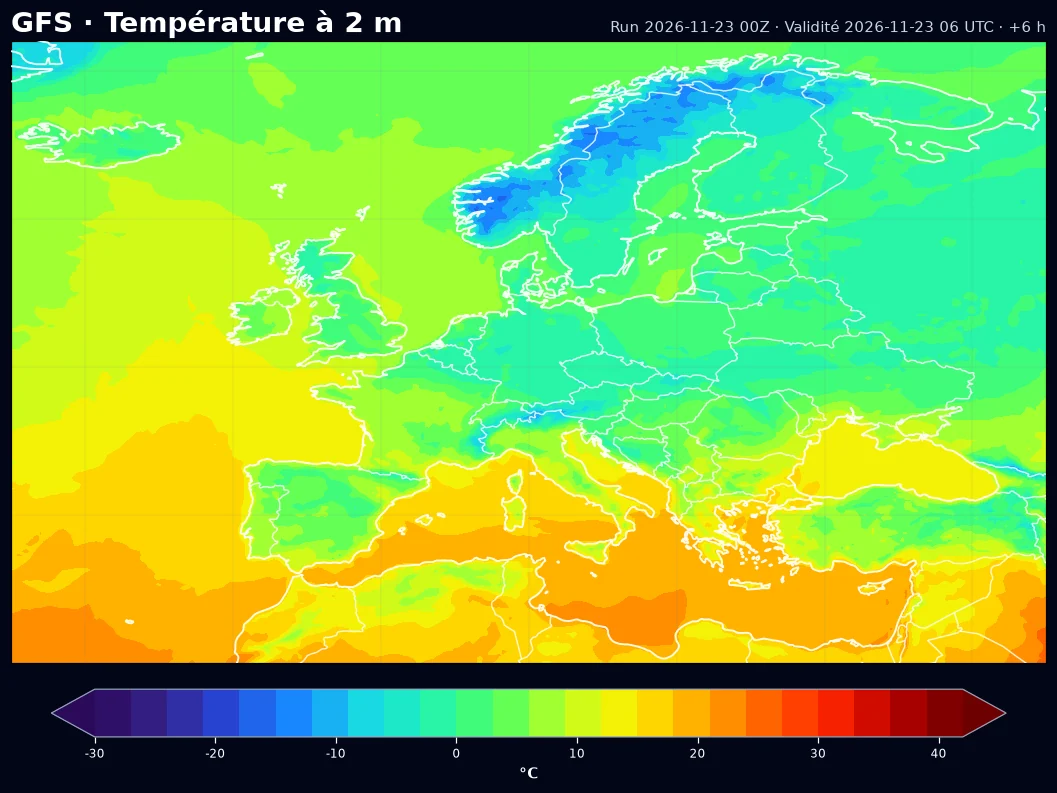 GFS · Température à 2 m
Run 2026-11-23 00Z · Validité 2026-11-23 06 UTC · +6 h
-30 -20 -10 0 10 20 30 40
°C